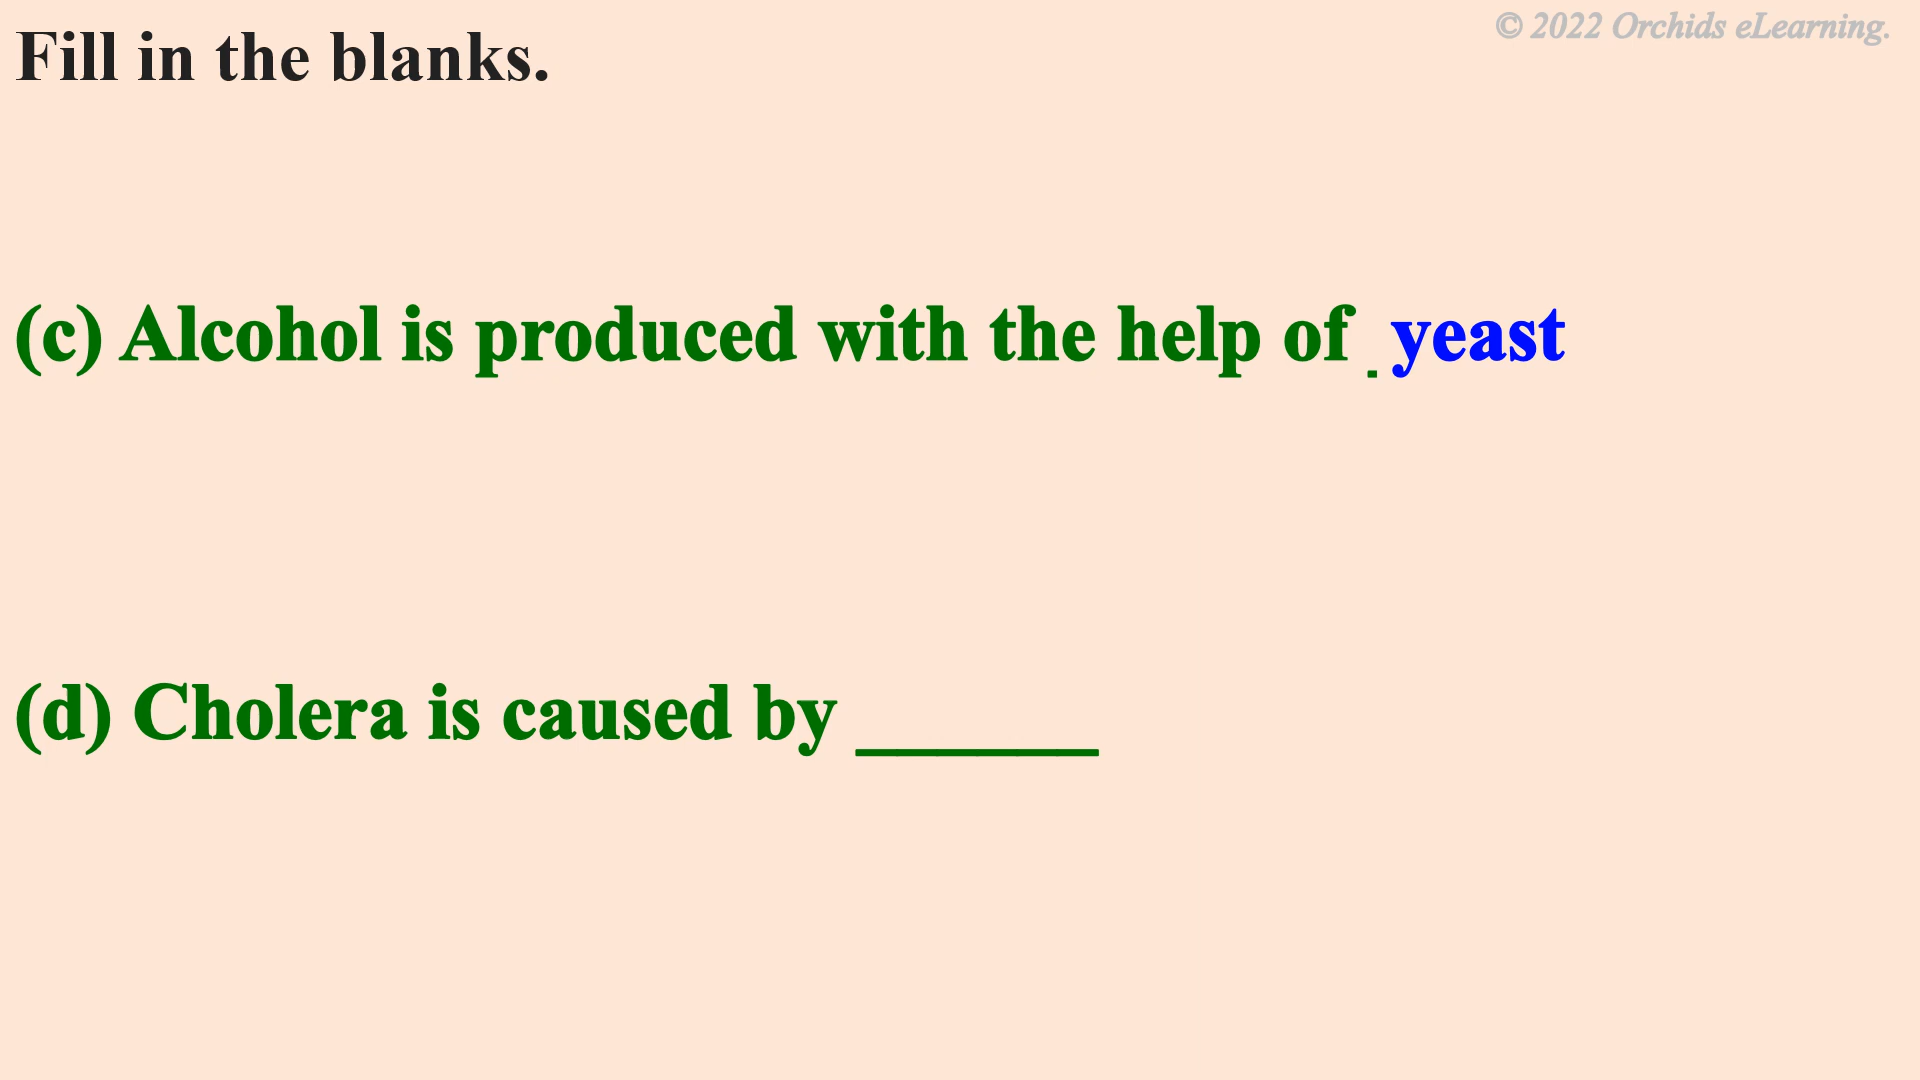 © 2022 Orchids eLearning.
Fill in the blanks.
(c) Alcohol is produced with the help of . yeast
(d) Cholera is caused by ______